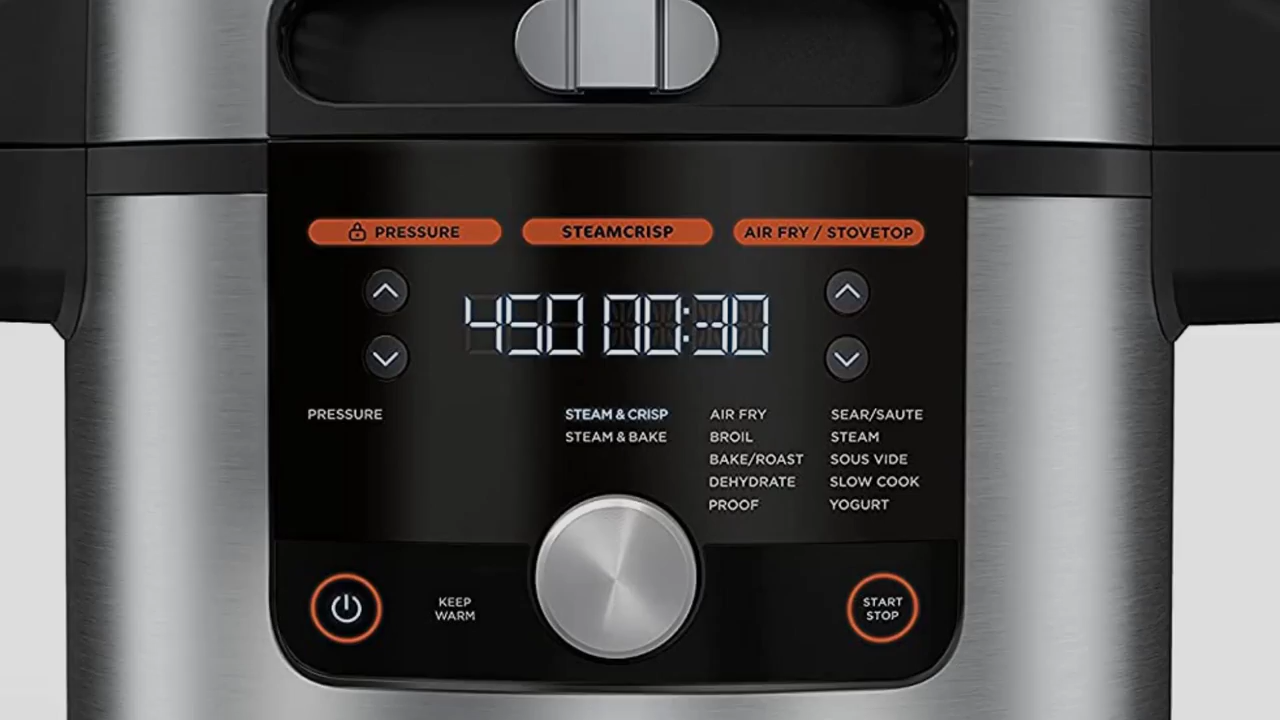 PRESSURE
STEAMCRISP
AIR FRY / STOVETOP
450 00:30
PRESSURE
STEAM & CRISP
STEAM & BAKE
AIR FRY
BROIL
BAKE/ROAST
DEHYDRATE
PROOF
SEAR/SAUTE
STEAM
SOUS VIDE
SLOW COOK
YOGURT
KEEP
WARM
START
STOP